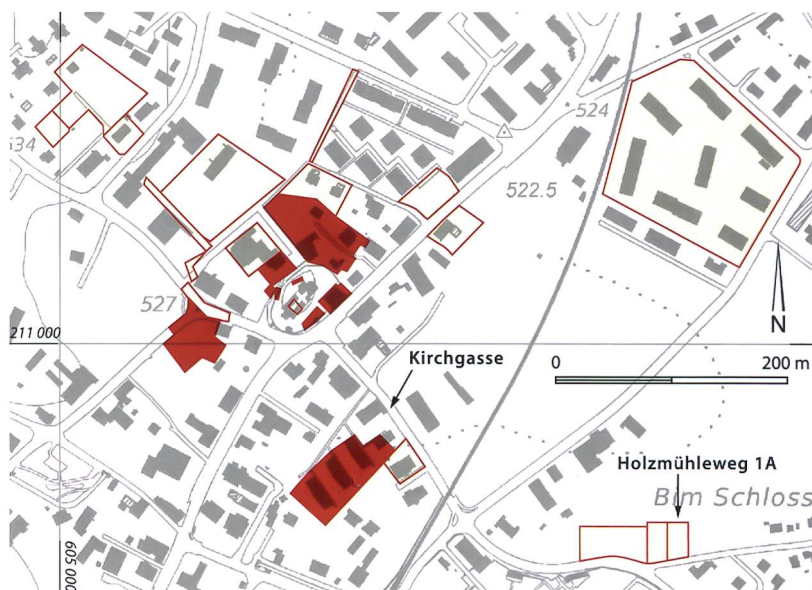 534
524
522.5
527
N
211 000
0 200 m
Kirchgasse
Holzmühleweg 1A
Bim Schloss
605 000